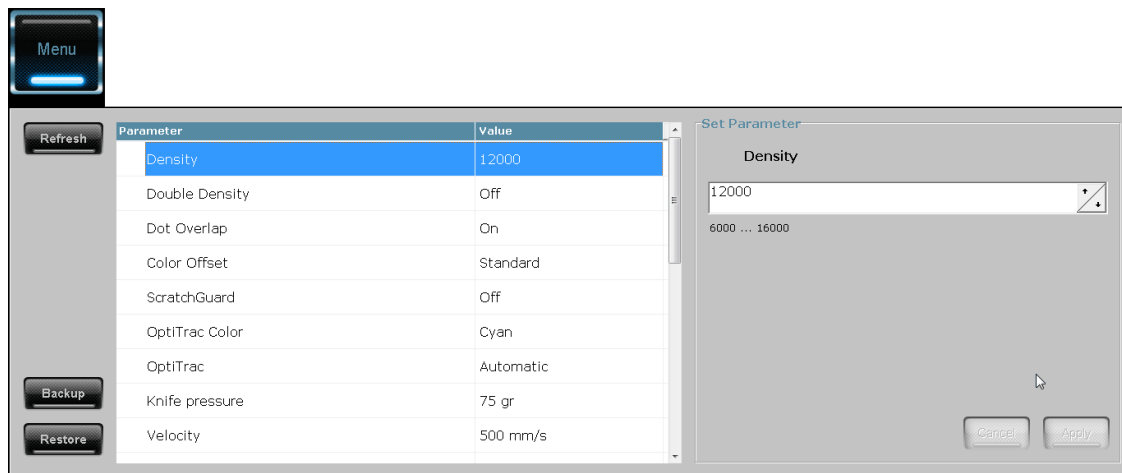 Menu
Refresh
Parameter Value
Density 12000
Double Density Off
Dot Overlap On
Color Offset Standard
ScratchGuard Off
OptiTrac Color Cyan
OptiTrac Automatic
Knife pressure 75 gr
Velocity 500 mm/s
Backup
Restore
Set Parameter
Density
12000
6000 ... 16000
Cancel Apply